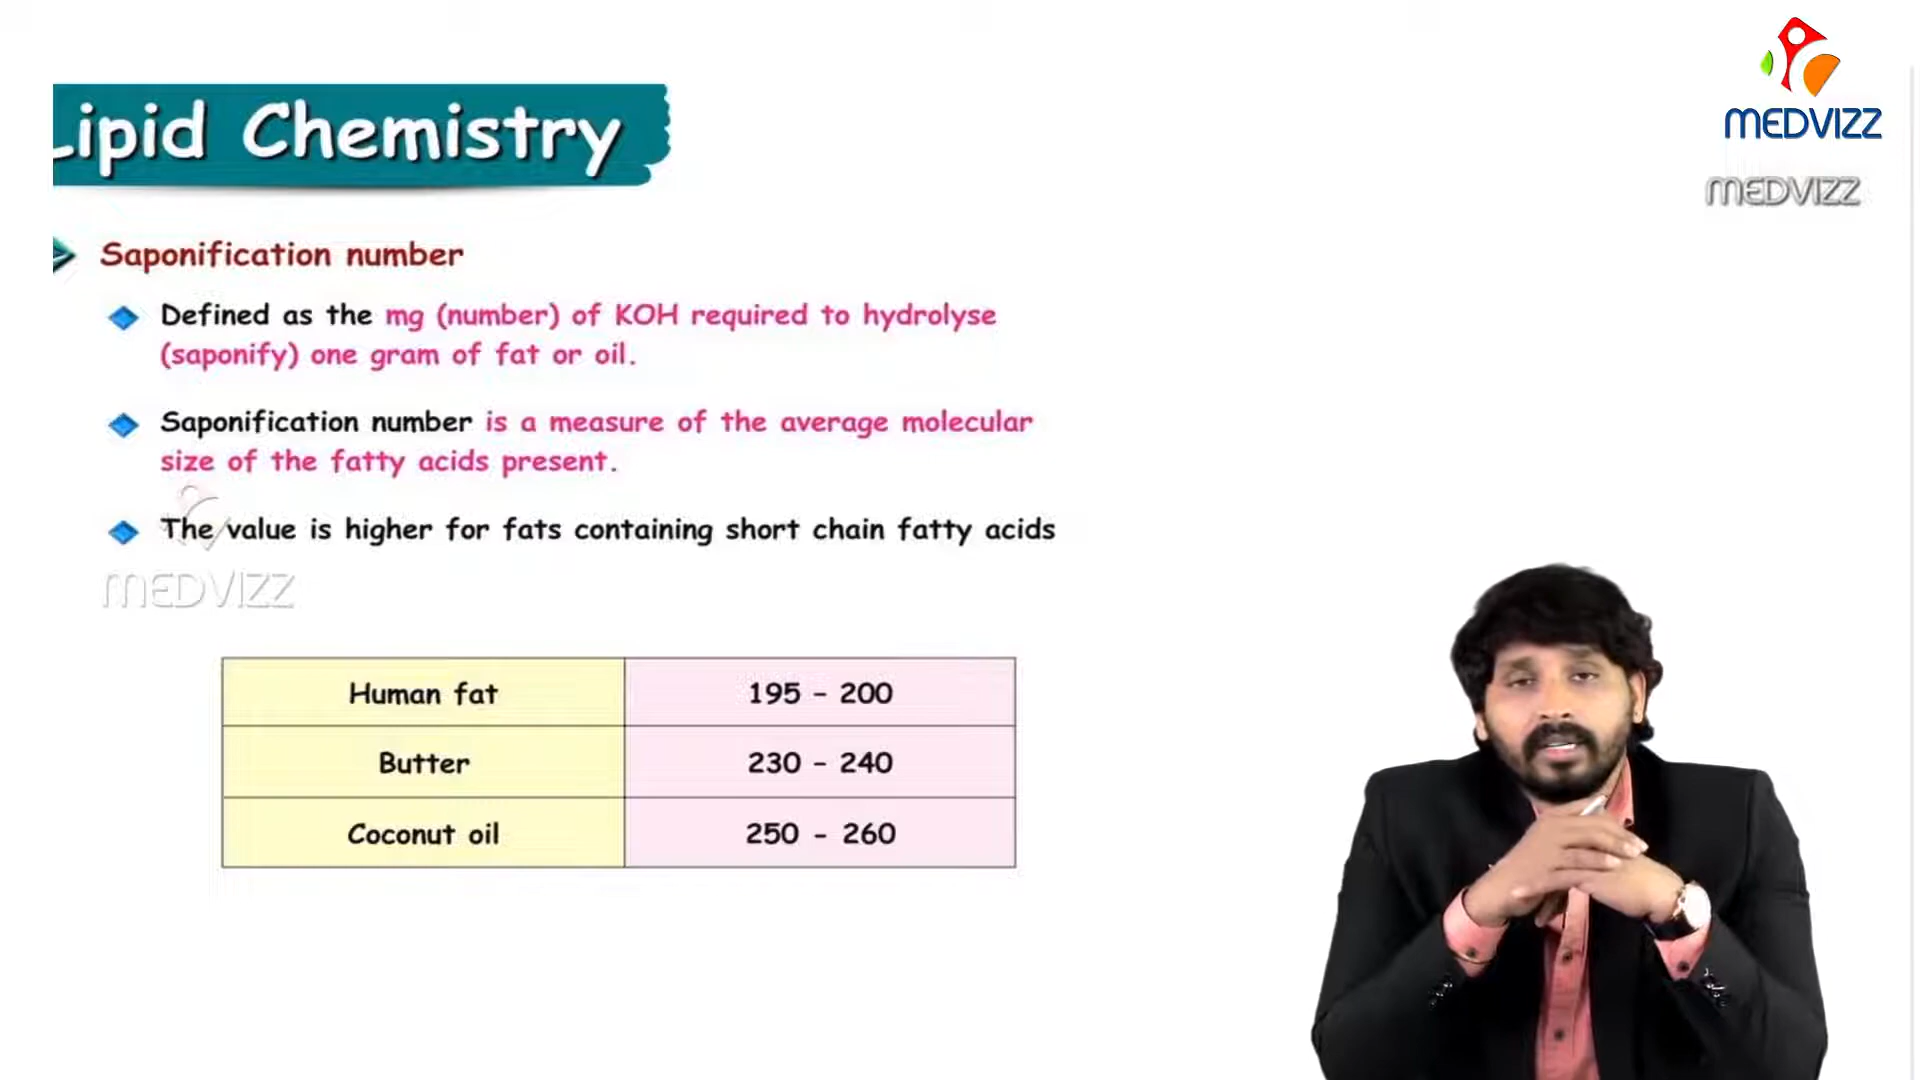 MEDVIZZ
MEDVIZZ
Lipid Chemistry
Saponification number
Defined as the mg (number) of KOH required to hydrolyse
(saponify) one gram of fat or oil.
Saponification number is a measure of the average molecular
size of the fatty acids present.
The value is higher for fats containing short chain fatty acids
MEDVIZZ
Human fat 195 - 200
Butter 230 - 240
Coconut oil 250 - 260